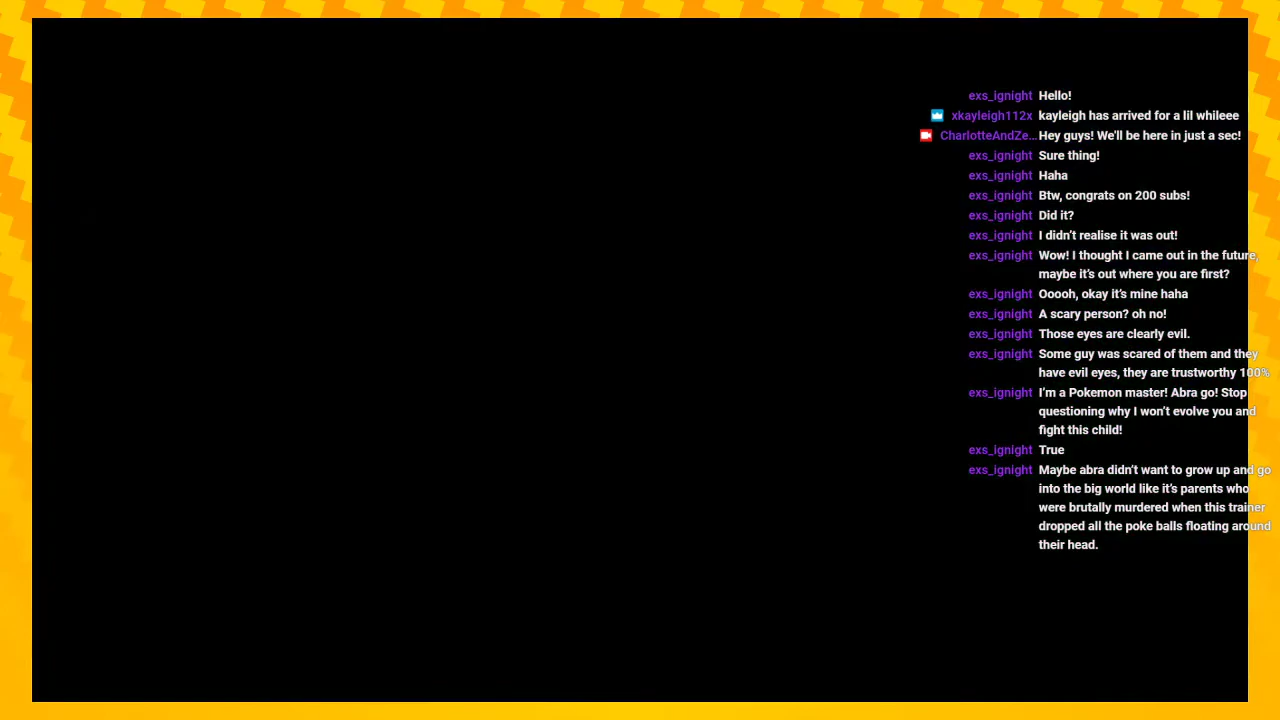 exs_ignight Hello!
xkayleigh112x kayleigh has arrived for a lil whileee
CharlotteAndZe... Hey guys! We'll be here in just a sec!
exs_ignight Sure thing!
exs_ignight Haha
exs_ignight Btw, congrats on 200 subs!
exs_ignight Did it?
exs_ignight I didn't realise it was out!
exs_ignight Wow! I thought I came out in the future,
maybe it's out where you are first?
exs_ignight Ooooh, okay it's mine haha
exs_ignight A scary person? oh no!
exs_ignight Those eyes are clearly evil.
exs_ignight Some guy was scared of them and they
have evil eyes, they are trustworthy 100%
exs_ignight I'm a Pokemon master! Abra go! Stop
questioning why I won't evolve you and
fight this child!
exs_ignight True
exs_ignight Maybe abra didn't want to grow up and go
into the big world like it's parents who
were brutally murdered when this trainer
dropped all the poke balls floating around
their head.